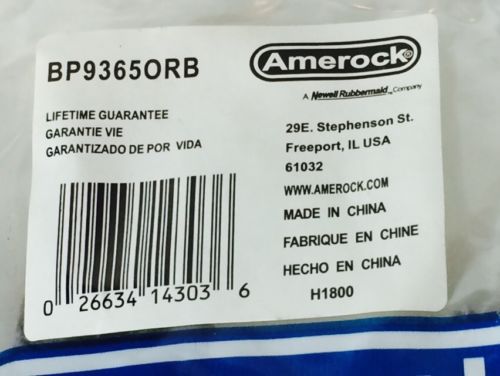 BP9365ORB
Amerock
A Newell Rubbermaid Company
LIFETIME GUARANTEE
GARANTIE VIE
GARANTIZADO DE POR VIDA
29E. Stephenson St.
Freeport, IL USA
61032
WWW.AMEROCK.COM
MADE IN CHINA
FABRIQUE EN CHINE
HECHO EN CHINA
H1800
0 26634 14303 6